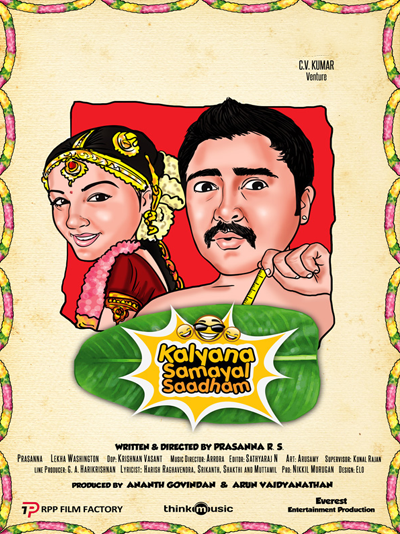 C.V. KUMAR
Venture
Kalyana
Samayal
Saadham
WRITTEN & DIRECTED BY PRASANNA R. S.
PRASANNA LEKHA WASHINGTON DOP: KRISHNAN VASANT MUSIC DIRECTOR: ARRORA EDITOR: SATHYARAJ N ART: ARUSAMY SUPERVISOR: KUNAL RAJAN
LINE PRODUCER: G. A. HARIKRISHNAN LYRICIST: HARISH RAGHAVENDRA, SRIKANTH, SHAKTHI AND MUTTAMIL PRO: NIKKIL MURUGAN DESIGN: ELO
PRODUCED BY ANANTH GOVINDAN & ARUN VAIDYANATHAN
RPP FILM FACTORY
think music
Everest
Entertainment Production